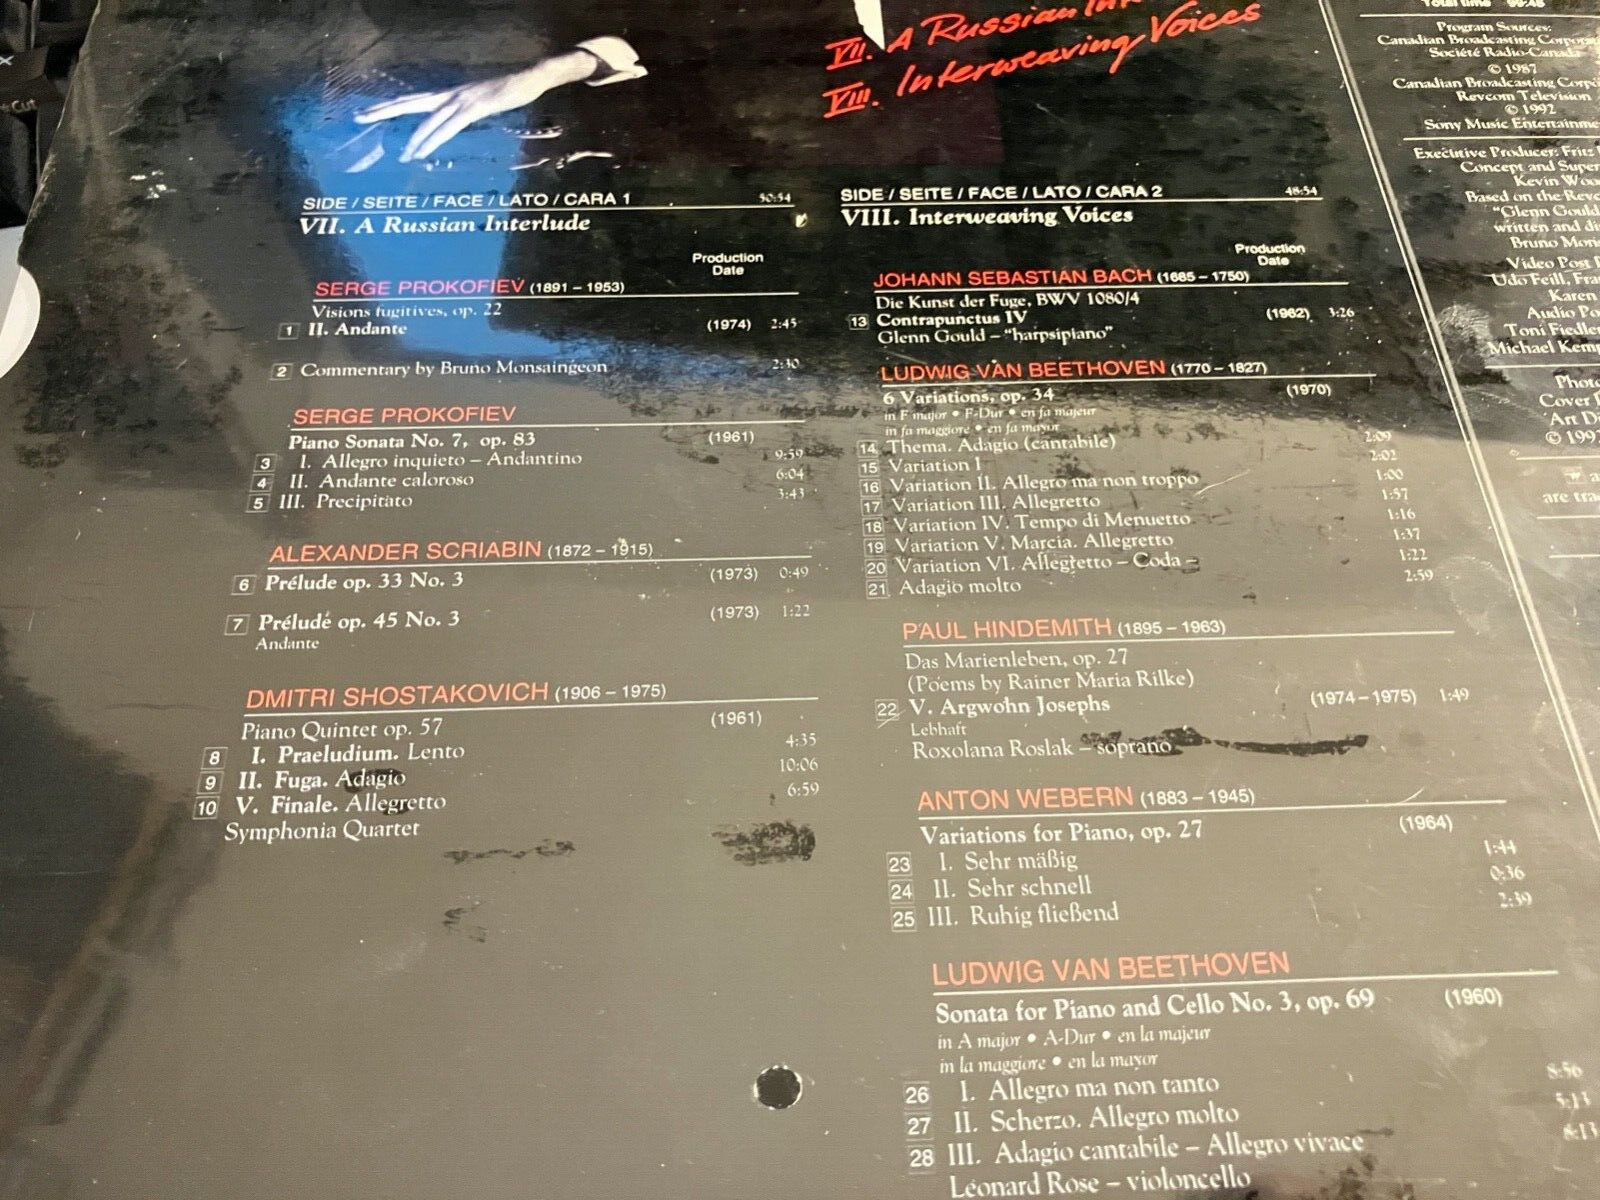 VII. A Russian
VIII. Interweaving Voices
Cut
SIDE / SEITE / FACE / LATO / CARA 1 50:54
VII. A Russian Interlude
Production
Date
SERGE PROKOFIEV (1891 – 1953)
Visions fugitives, op. 22
1 II. Andante (1974) 2:45
2 Commentary by Bruno Monsaingeon 2:30
SERGE PROKOFIEV
Piano Sonata No. 7, op. 83 (1961)
3 I. Allegro inquieto – Andantino 9:59
4 II. Andante caloroso 6:04
5 III. Precipitato 3:43
ALEXANDER SCRIABIN (1872 – 1915)
6 Prélude op. 33 No. 3 (1973) 0:49
7 Prélude op. 45 No. 3 (1973) 1:22
Andante
DMITRI SHOSTAKOVICH (1906 – 1975)
Piano Quintet op. 57 (1961)
8 I. Praeludium. Lento 4:35
9 II. Fuga. Adagio 10:06
10 V. Finale. Allegretto 6:59
Symphonia Quartet
SIDE / SEITE / FACE / LATO / CARA 2 48:54
VIII. Interweaving Voices
Production
Date
JOHANN SEBASTIAN BACH (1685 – 1750)
Die Kunst der Fuge, BWV 1080/4
13 Contrapunctus IV (1962) 3:26
Glenn Gould – "harpsipiano"
LUDWIG VAN BEETHOVEN (1770 – 1827)
6 Variations, op. 34 (1970)
in F major • F-Dur • en fa majeur
in fa maggiore • en fa mayor
14 Thema. Adagio (cantabile) 2:09
15 Variation I 2:02
16 Variation II. Allegro ma non troppo 1:00
17 Variation III. Allegretto 1:57
18 Variation IV. Tempo di Menuetto 1:16
19 Variation V. Marcia. Allegretto 1:37
20 Variation VI. Allegretto – Coda – 1:22
21 Adagio molto 2:59
PAUL HINDEMITH (1895 – 1963)
Das Marienleben, op. 27
(Poems by Rainer Maria Rilke)
22 V. Argwohn Josephs (1974 – 1975) 1:49
Lebhaft
Roxolana Roslak – soprano
ANTON WEBERN (1883 – 1945)
Variations for Piano, op. 27 (1964)
23 I. Sehr mäßig 1:44
24 II. Sehr schnell 0:36
25 III. Ruhig fließend 2:39
LUDWIG VAN BEETHOVEN
Sonata for Piano and Cello No. 3, op. 69 (1960)
in A major • A-Dur • en la majeur
in la maggiore • en la mayor
26 I. Allegro ma non tanto 8:56
27 II. Scherzo. Allegro molto 5:13
28 III. Adagio cantabile – Allegro vivace 8:13
Leonard Rose – violoncello
Total time
Program Sources:
Canadian Broadcasting
Société Radio-Canada
© 1987
Canadian Broadcasting
Revcom Television
© 1992
Sony Music
Executive Producer: Fritz
Concept and
Kevin
Based on the
"Glenn Gould
written and
Bruno
Video Post
Udo Feill,
Karen
Audio
Toni Fiedler
Michael
Cover
Art
©
are